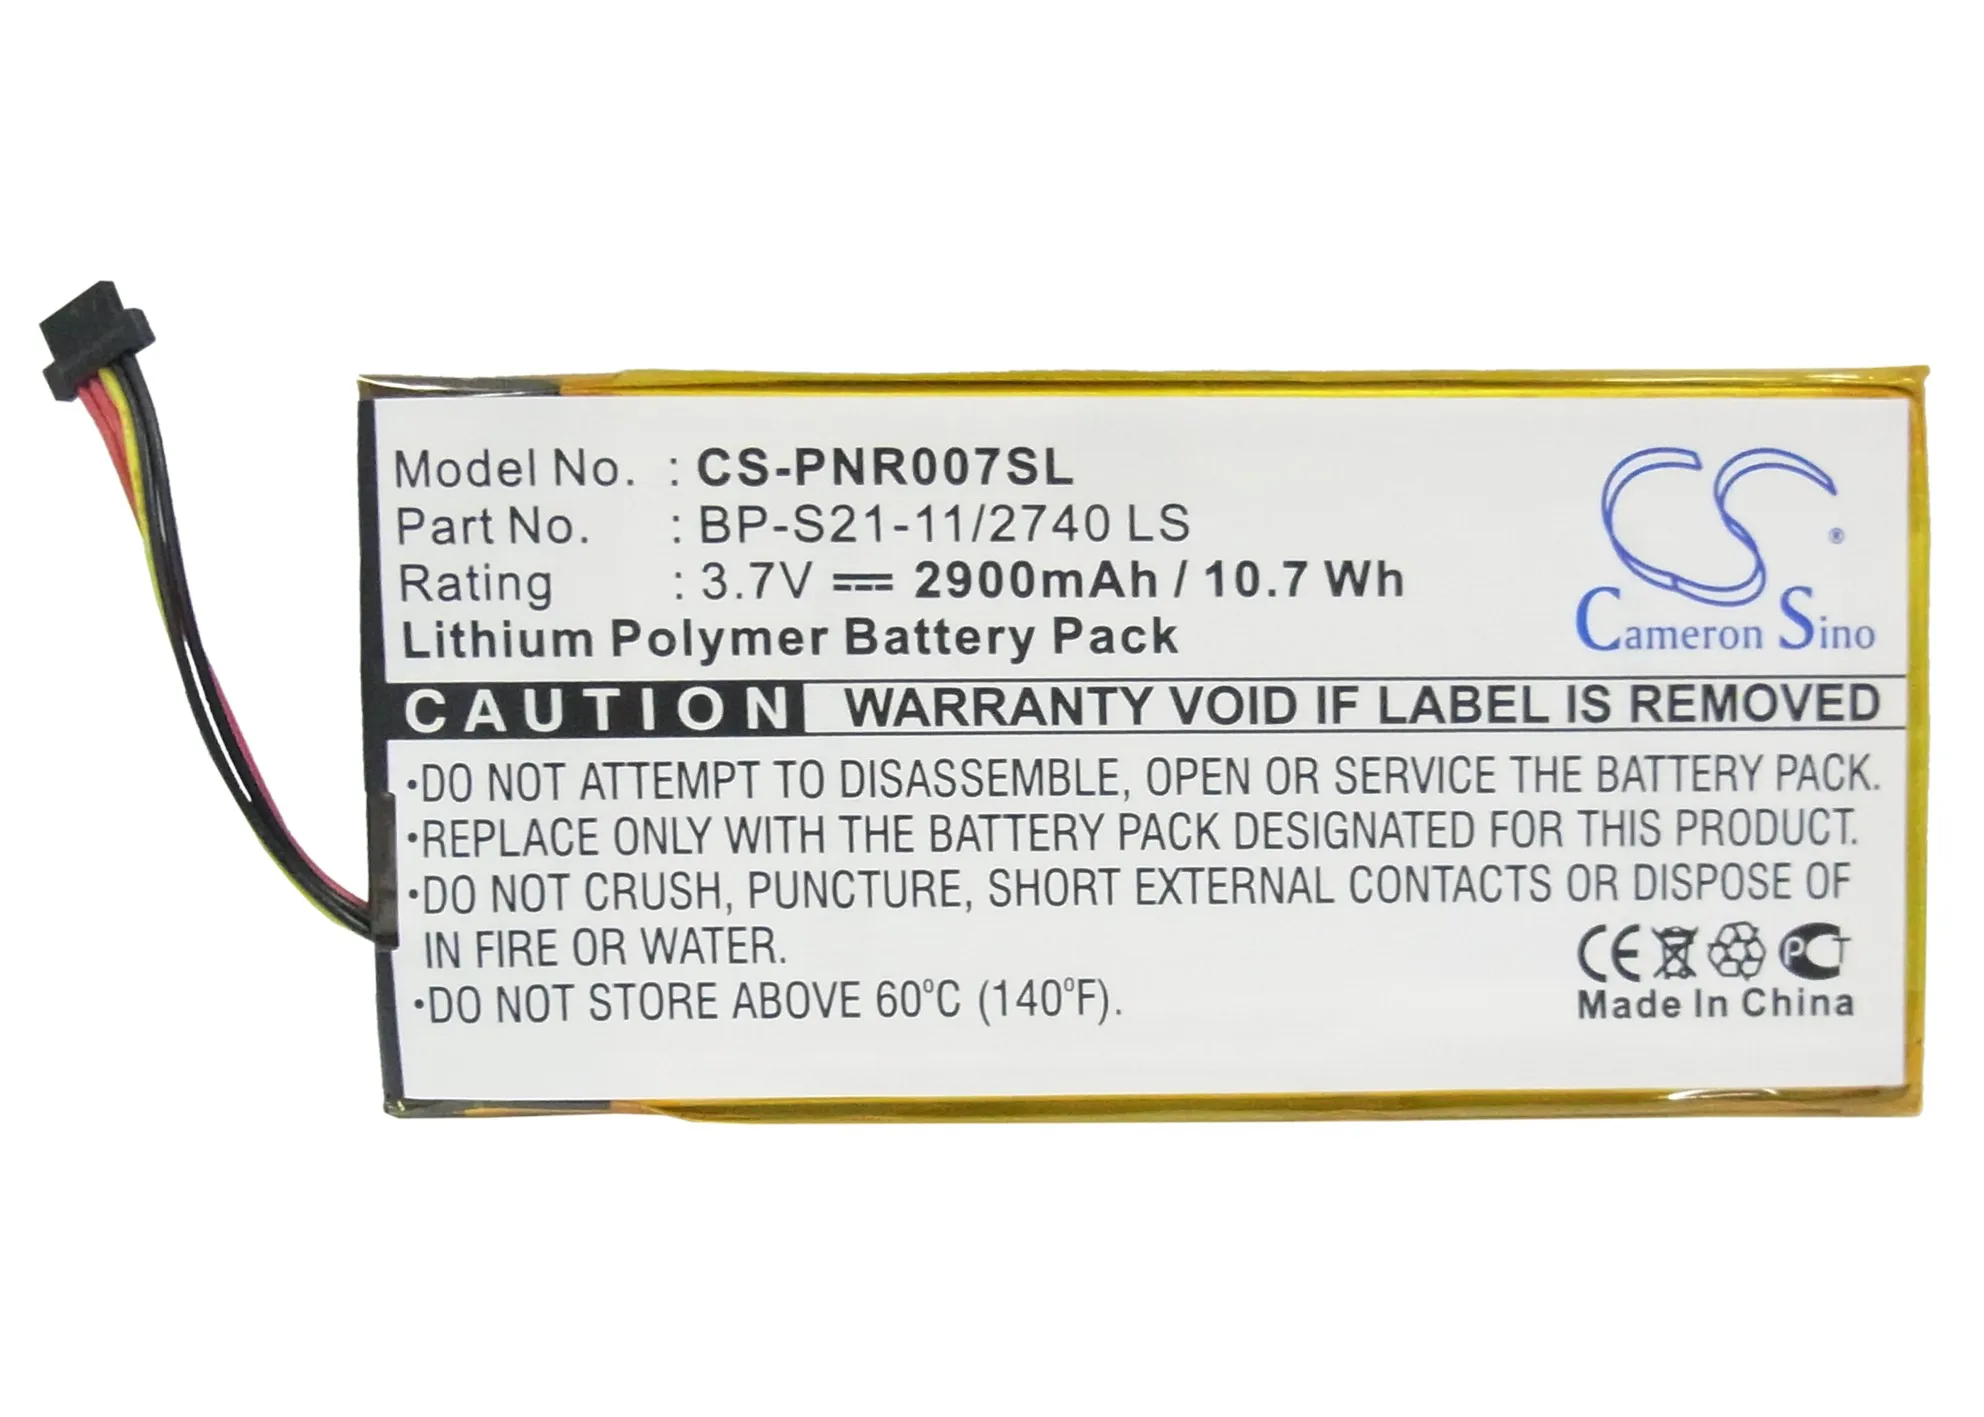 Model No. : CS-PNR007SL
Part No. : BP-S21-11/2740 LS
Rating : 3.7V 2900mAh / 10.7 Wh
Lithium Polymer Battery Pack
CS ®
Cameron Sino
CAUTION WARRANTY VOID IF LABEL IS REMOVED
•DO NOT ATTEMPT TO DISASSEMBLE, OPEN OR SERVICE THE BATTERY PACK.
•REPLACE ONLY WITH THE BATTERY PACK DESIGNATED FOR THIS PRODUCT.
•DO NOT CRUSH, PUNCTURE, SHORT EXTERNAL CONTACTS OR DISPOSE OF
IN FIRE OR WATER.
•DO NOT STORE ABOVE 60°C (140°F).
CE PCT
Made In China